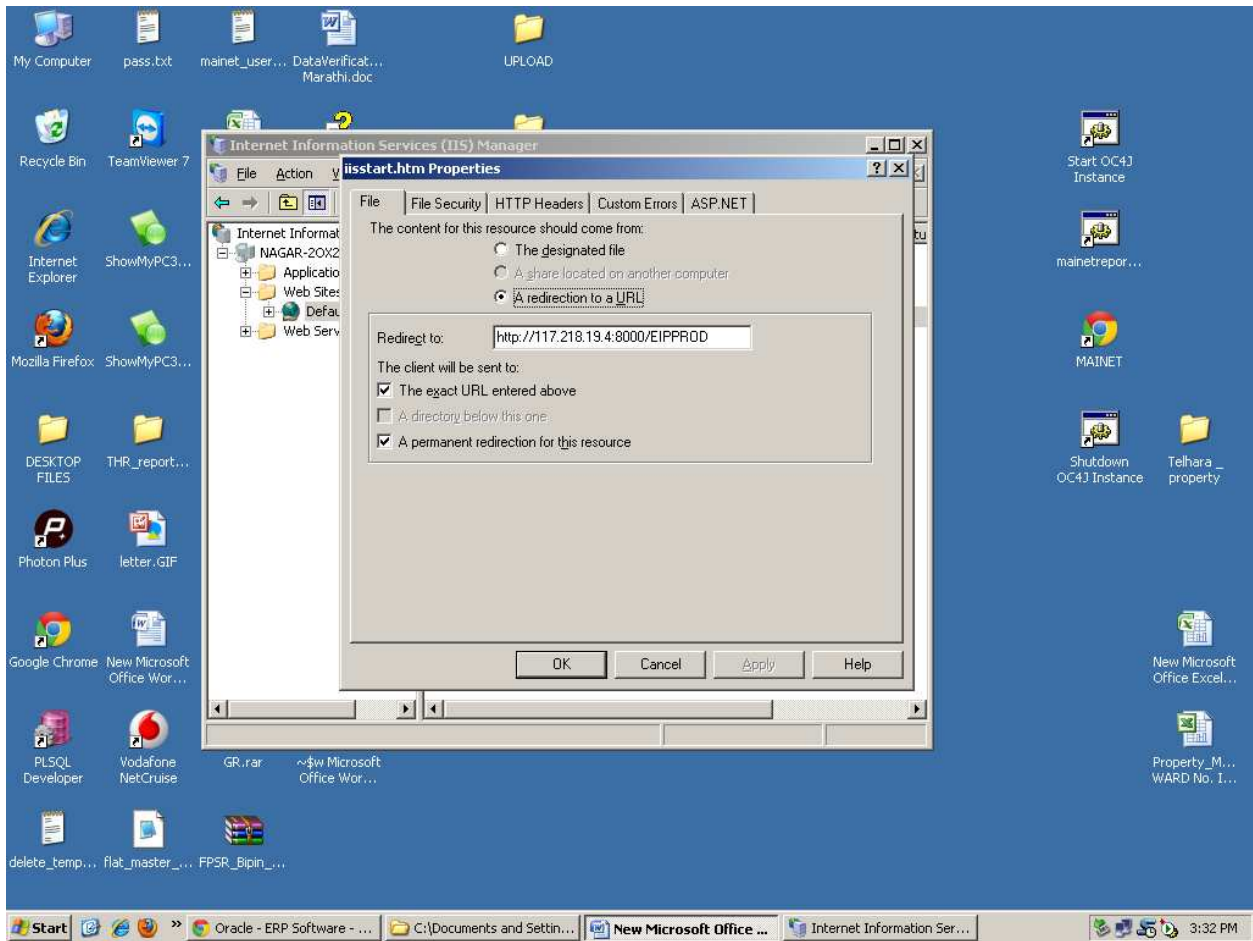 My Computer
pass.txt
mainet_user...
DataVerificat... Marathi.doc
UPLOAD
Recycle Bin
TeamViewer 7
Start OC4J Instance
Internet Explorer
ShowMyPC3...
mainetrepor...
Mozilla Firefox
ShowMyPC3...
MAINET
DESKTOP FILES
THR_report...
Shutdown OC4J Instance
Telhara _ property
Photon Plus
letter.GIF
Google Chrome
New Microsoft Office Wor...
New Microsoft Office Excel...
PLSQL Developer
Vodafone NetCruise
GR.rar
~$w Microsoft Office Wor...
Property_M... WARD No. I...
delete_temp...
flat_master_...
FPSR_Bipin_...
Internet Information Services (IIS) Manager
File Action V
Internet Informat
NAGAR-20X2
Applicatio
Web Sites
Defau
Web Serv
tu
iisstart.htm Properties
File
File Security
HTTP Headers
Custom Errors
ASP.NET
The content for this resource should come from:
The designated file
A share located on another computer
A redirection to a URL
Redirect to:
http://117.218.19.4:8000/EIPPROD
The client will be sent to:
The exact URL entered above
A directory below this one
A permanent redirection for this resource
OK
Cancel
Apply
Help
Start
Oracle - ERP Software - ...
C:\Documents and Settin...
New Microsoft Office ...
Internet Information Ser...
3:32 PM